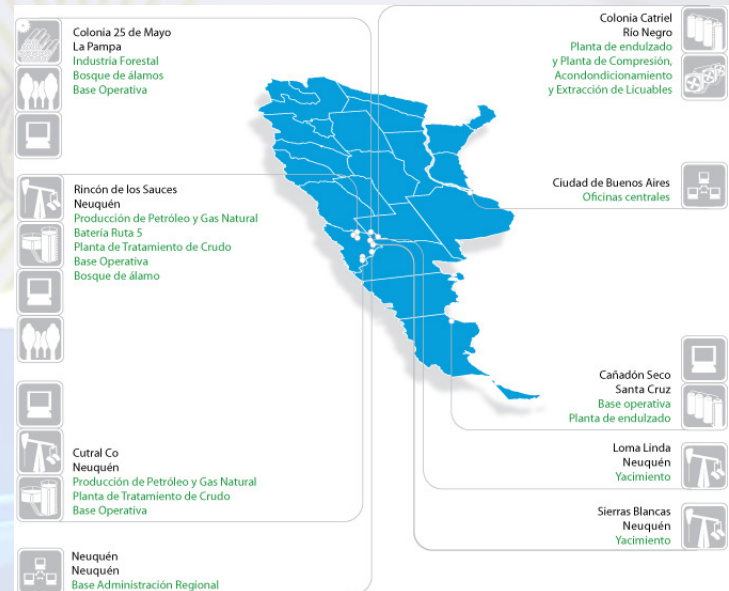 Colonia 25 de Mayo
La Pampa
Industria Forestal
Bosque de álamos
Base Operativa
Rincón de los Sauces
Neuquén
Producción de Petróleo y Gas Natural
Batería Ruta 5
Planta de Tratamiento de Crudo
Base Operativa
Bosque de álamo
Cutral Co
Neuquén
Producción de Petróleo y Gas Natural
Planta de Tratamiento de Crudo
Base Operativa
Neuquén
Neuquén
Base Administración Regional
Colonia Catriel
Río Negro
Planta de endulzado
y Planta de Compresión,
Acondondicionamiento
y Extracción de Licuables
Ciudad de Buenos Aires
Oficinas centrales
Cañadón Seco
Santa Cruz
Base operativa
Planta de endulzado
Loma Linda
Neuquén
Yacimiento
Sierras Blancas
Neuquén
Yacimiento